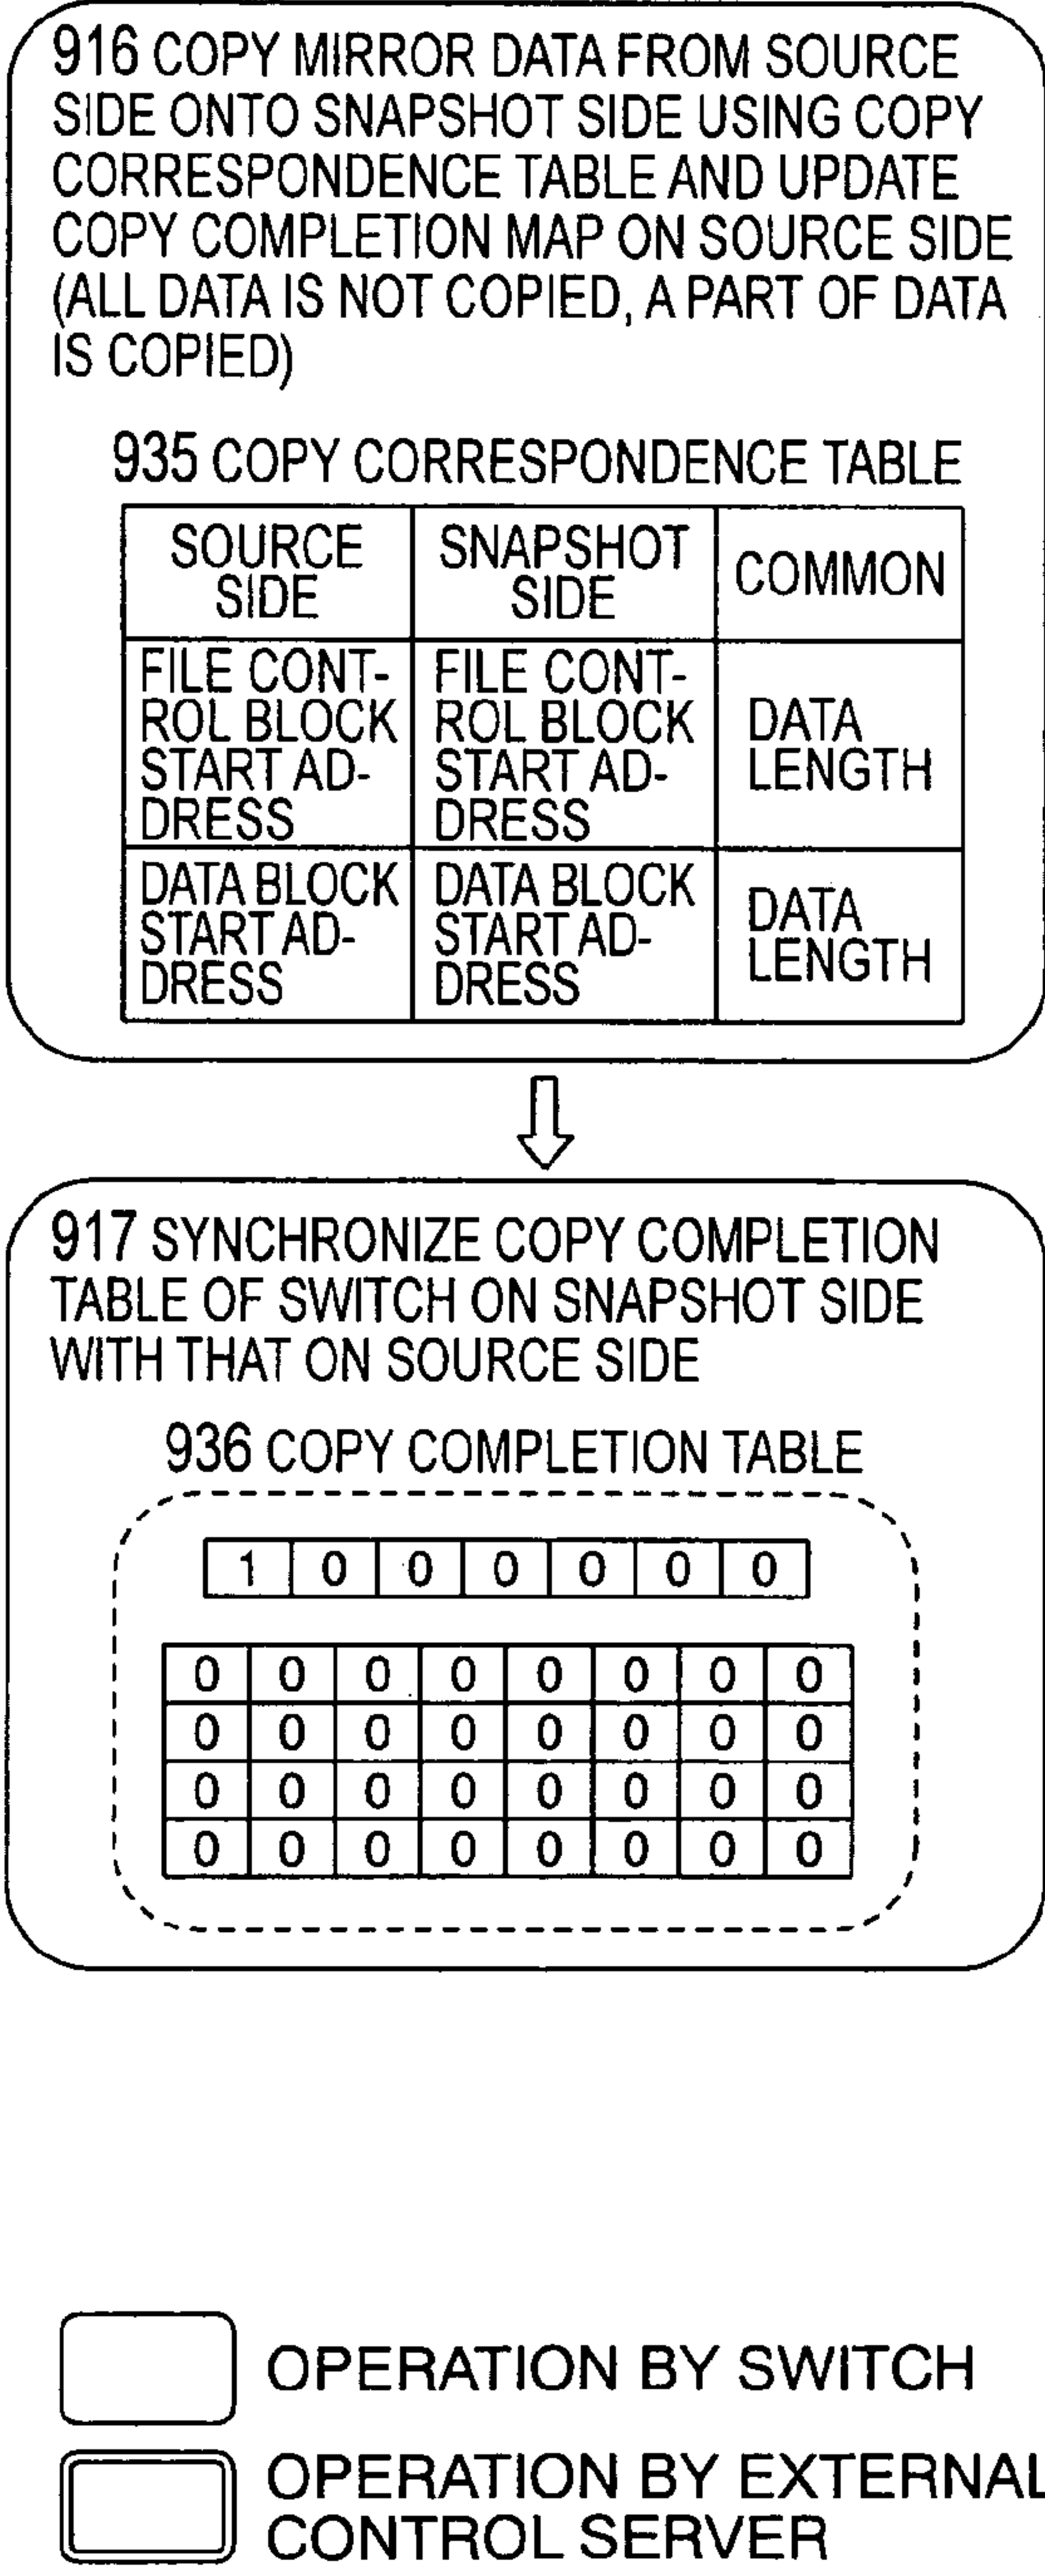 916 COPY MIRROR DATA FROM SOURCE
SIDE ONTO SNAPSHOT SIDE USING COPY
CORRESPONDENCE TABLE AND UPDATE
COPY COMPLETION MAP ON SOURCE SIDE
(ALL DATA IS NOT COPIED, A PART OF DATA
IS COPIED)
935 COPY CORRESPONDENCE TABLE
SOURCE
SIDE
SNAPSHOT
SIDE
COMMON
FILE CONT-
ROL BLOCK
START AD-
DRESS
FILE CONT-
ROL BLOCK
START AD-
DRESS
DATA
LENGTH
DATA BLOCK
START AD-
DRESS
DATA BLOCK
START AD-
DRESS
DATA
LENGTH
917 SYNCHRONIZE COPY COMPLETION
TABLE OF SWITCH ON SNAPSHOT SIDE
WITH THAT ON SOURCE SIDE
936 COPY COMPLETION TABLE
1 0 0 0 0 0 0
0 0 0 0 0 0 0 0
0 0 0 0 0 0 0 0
0 0 0 0 0 0 0 0
0 0 0 0 0 0 0 0
OPERATION BY SWITCH
OPERATION BY EXTERNAL
CONTROL SERVER